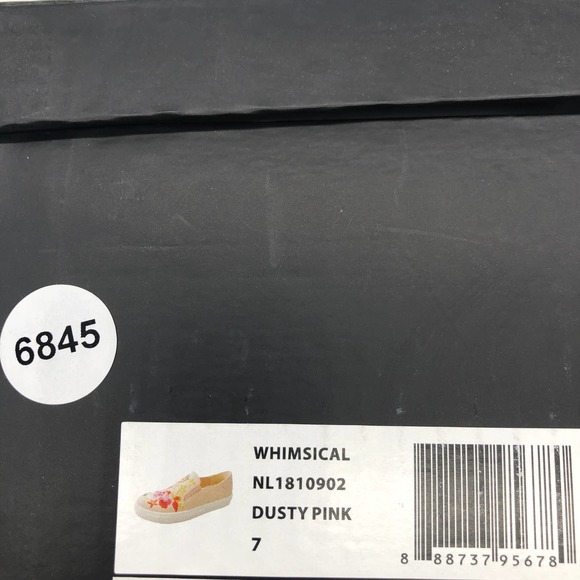 6845
WHIMSICAL
NL1810902
DUSTY PINK
7
8 88737 95678